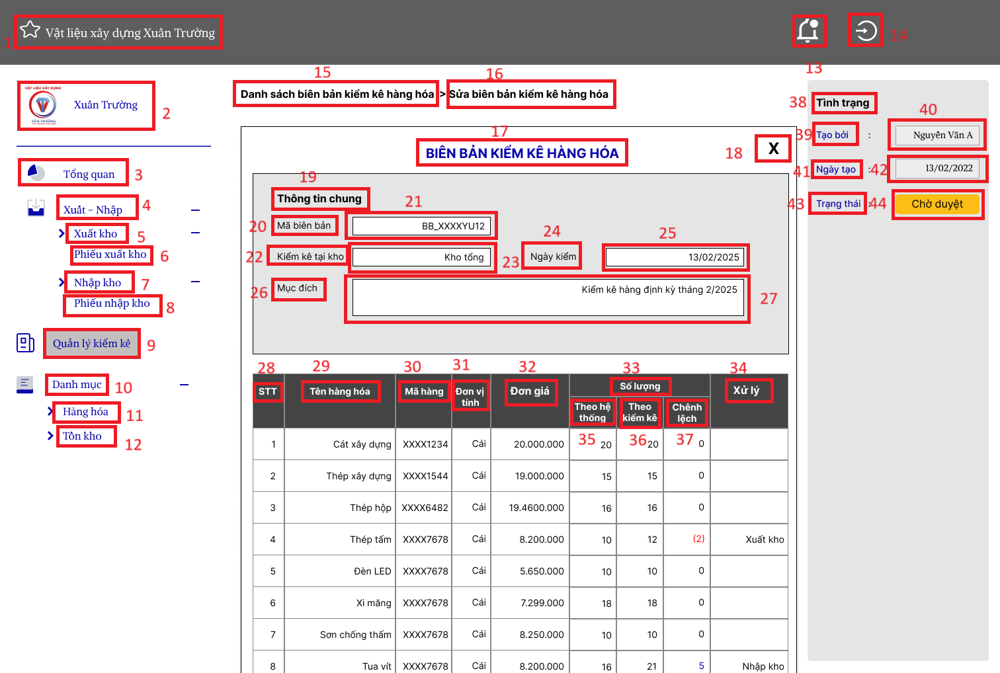 1
Vật liệu xây dựng Xuân Trường
13
14
VẬT LIỆU XÂY DỰNG
VĂN TRƯỜNG
Xuân Trường
2
Tổng quan
3
Xuất - Nhập
4
Xuất kho
5
Phiếu xuất kho
6
Nhập kho
7
Phiếu nhập kho
8
Quản lý kiểm kê
9
Danh mục
10
Hàng hóa
11
Tồn kho
12
15
16
Danh sách biên bản kiểm kê hàng hóa > Sửa biên bản kiểm kê hàng hóa
17
BIÊN BẢN KIỂM KÊ HÀNG HÓA
18
X
19
Thông tin chung
21
20
Mã biên bản
BB_XXXXYU12
24
25
22
Kiểm kê tại kho
Kho tổng
23
Ngày kiểm
13/02/2025
26
Mục đích
Kiểm kê hàng định kỳ tháng 2/2025
27
28
29
30
31
32
33
34
STT
Tên hàng hóa
Mã hàng
Đơn vị
tính
Đơn giá
Số lượng
Xử lý
Theo hệ
thống
Theo
kiểm kê
Chênh
lệch
35
36
37
1 Cát xây dựng XXXX1234 Cái 20.000.000 20 20 0
2 Thép xây dựng XXXX1544 Cái 19.000.000 15 15 0
3 Thép hộp XXXX6482 Cái 19.4600.000 16 16 0
4 Thép tấm XXXX7678 Cái 8.200.000 10 12 (2) Xuất kho
5 Đèn LED XXXX7678 Cái 5.650.000 10 10 0
6 Xi măng XXXX7678 Cái 7.299.000 18 18 0
7 Sơn chống thấm XXXX7678 Cái 8.250.000 10 10 0
8 Tua vít XXXX7678 Cái 8.200.000 16 21 5 Nhập kho
38
Tình trạng
40
39
Tạo bởi :
Nguyễn Văn A
41
Ngày tạo :
42
13/02/2022
43
Trạng thái :
44
Chờ duyệt